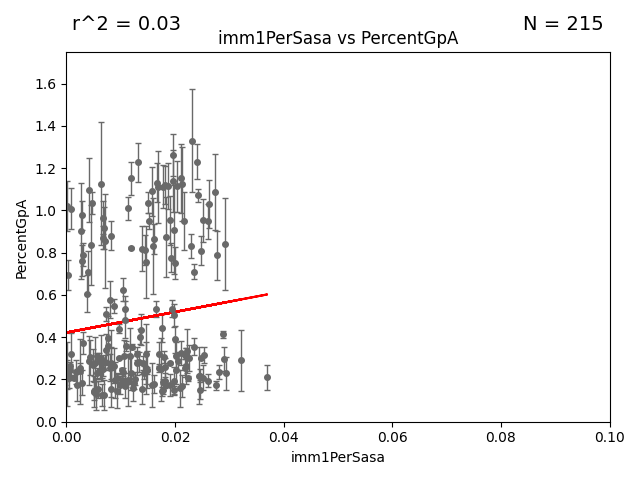 r^2 = 0.03
N = 215
imm1PerSasa vs PercentGpA
PercentGpA
1.6
1.4
1.2
1.0
0.8
0.6
0.4
0.2
0.0
0.00 0.02 0.04 0.06 0.08 0.10
imm1PerSasa